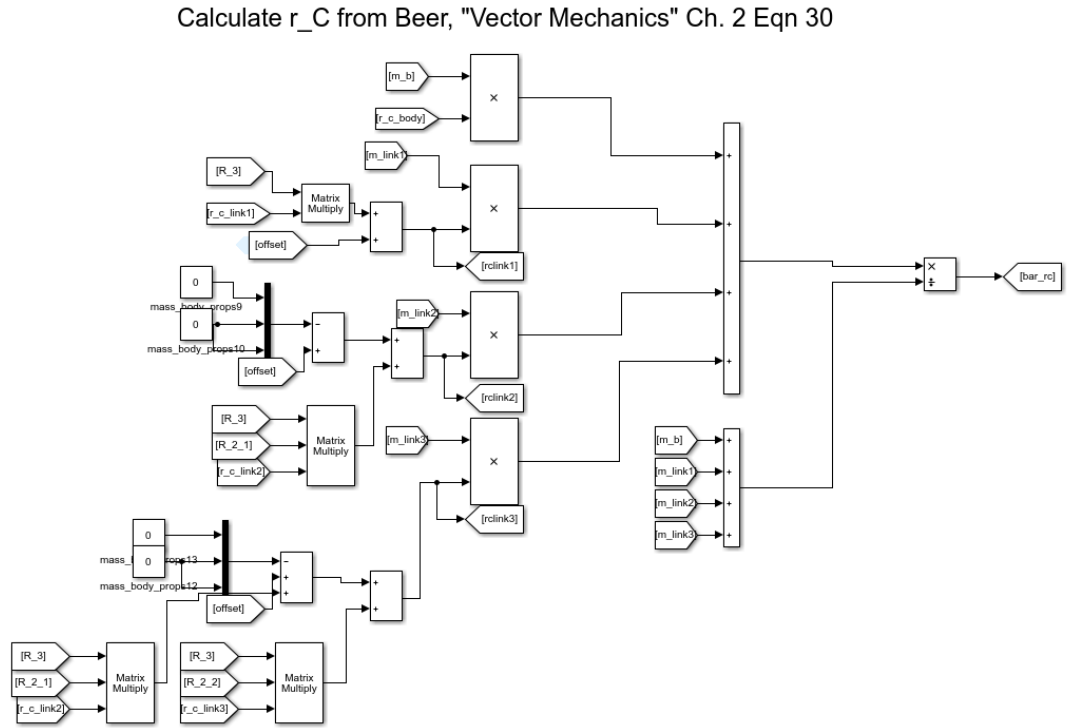 Calculate r_C from Beer, "Vector Mechanics" Ch. 2 Eqn 30
[m_b]
×
[r_c_body]
+
[m_link1]
[R_3]
Matrix
Multiply
×
[r_c_link1]
+
+
[offset]
+
[rclink1]
×
÷
[bar_rc]
0
mass_body_props9
0
mass_body_props10
−
+
[offset]
[m_link2]
+
+
×
+
[rclink2]
+
[R_3]
[R_2_1]
[r_c_link2]
Matrix
Multiply
[m_link3]
×
[rclink3]
[m_b]
+
[m_link1]
+
[m_link2]
+
[m_link3]
+
0
0
mass_body_props12
−
+
+
[offset]
+
+
[R_3]
[R_2_1]
[r_c_link2]
Matrix
Multiply
[R_3]
[R_2_2]
[r_c_link3]
Matrix
Multiply